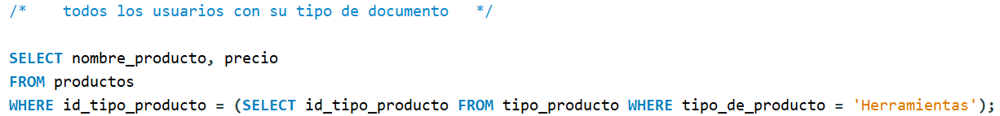 /*    todos los usuarios con su tipo de documento   */
SELECT nombre_producto, precio
FROM productos
WHERE id_tipo_producto = (SELECT id_tipo_producto FROM tipo_producto WHERE tipo_de_producto = 'Herramientas');